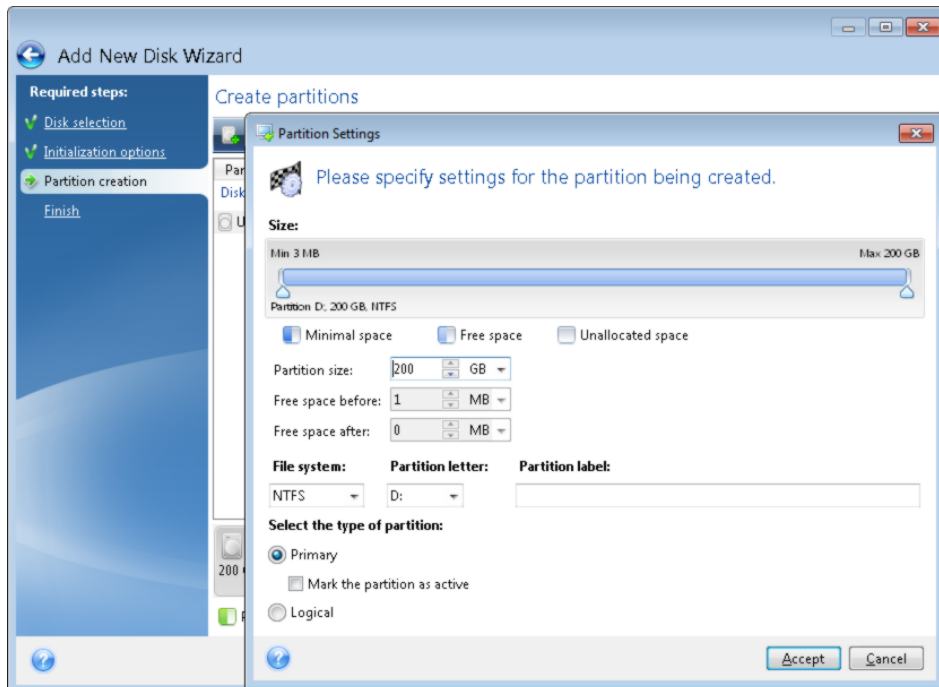 Add New Disk Wizard
Required steps:
Disk selection
Initialization options
Partition creation
Finish
Create partitions
Par
Disk
U
200
Partition Settings
Please specify settings for the partition being created.
Size:
Min 3 MB Max 200 GB
Partition D:, 200 GB, NTFS
Minimal space Free space Unallocated space
Partition size: 200 GB
Free space before: 1 MB
Free space after: 0 MB
File system: Partition letter: Partition label:
NTFS D:
Select the type of partition:
Primary
Mark the partition as active
Logical
Accept Cancel